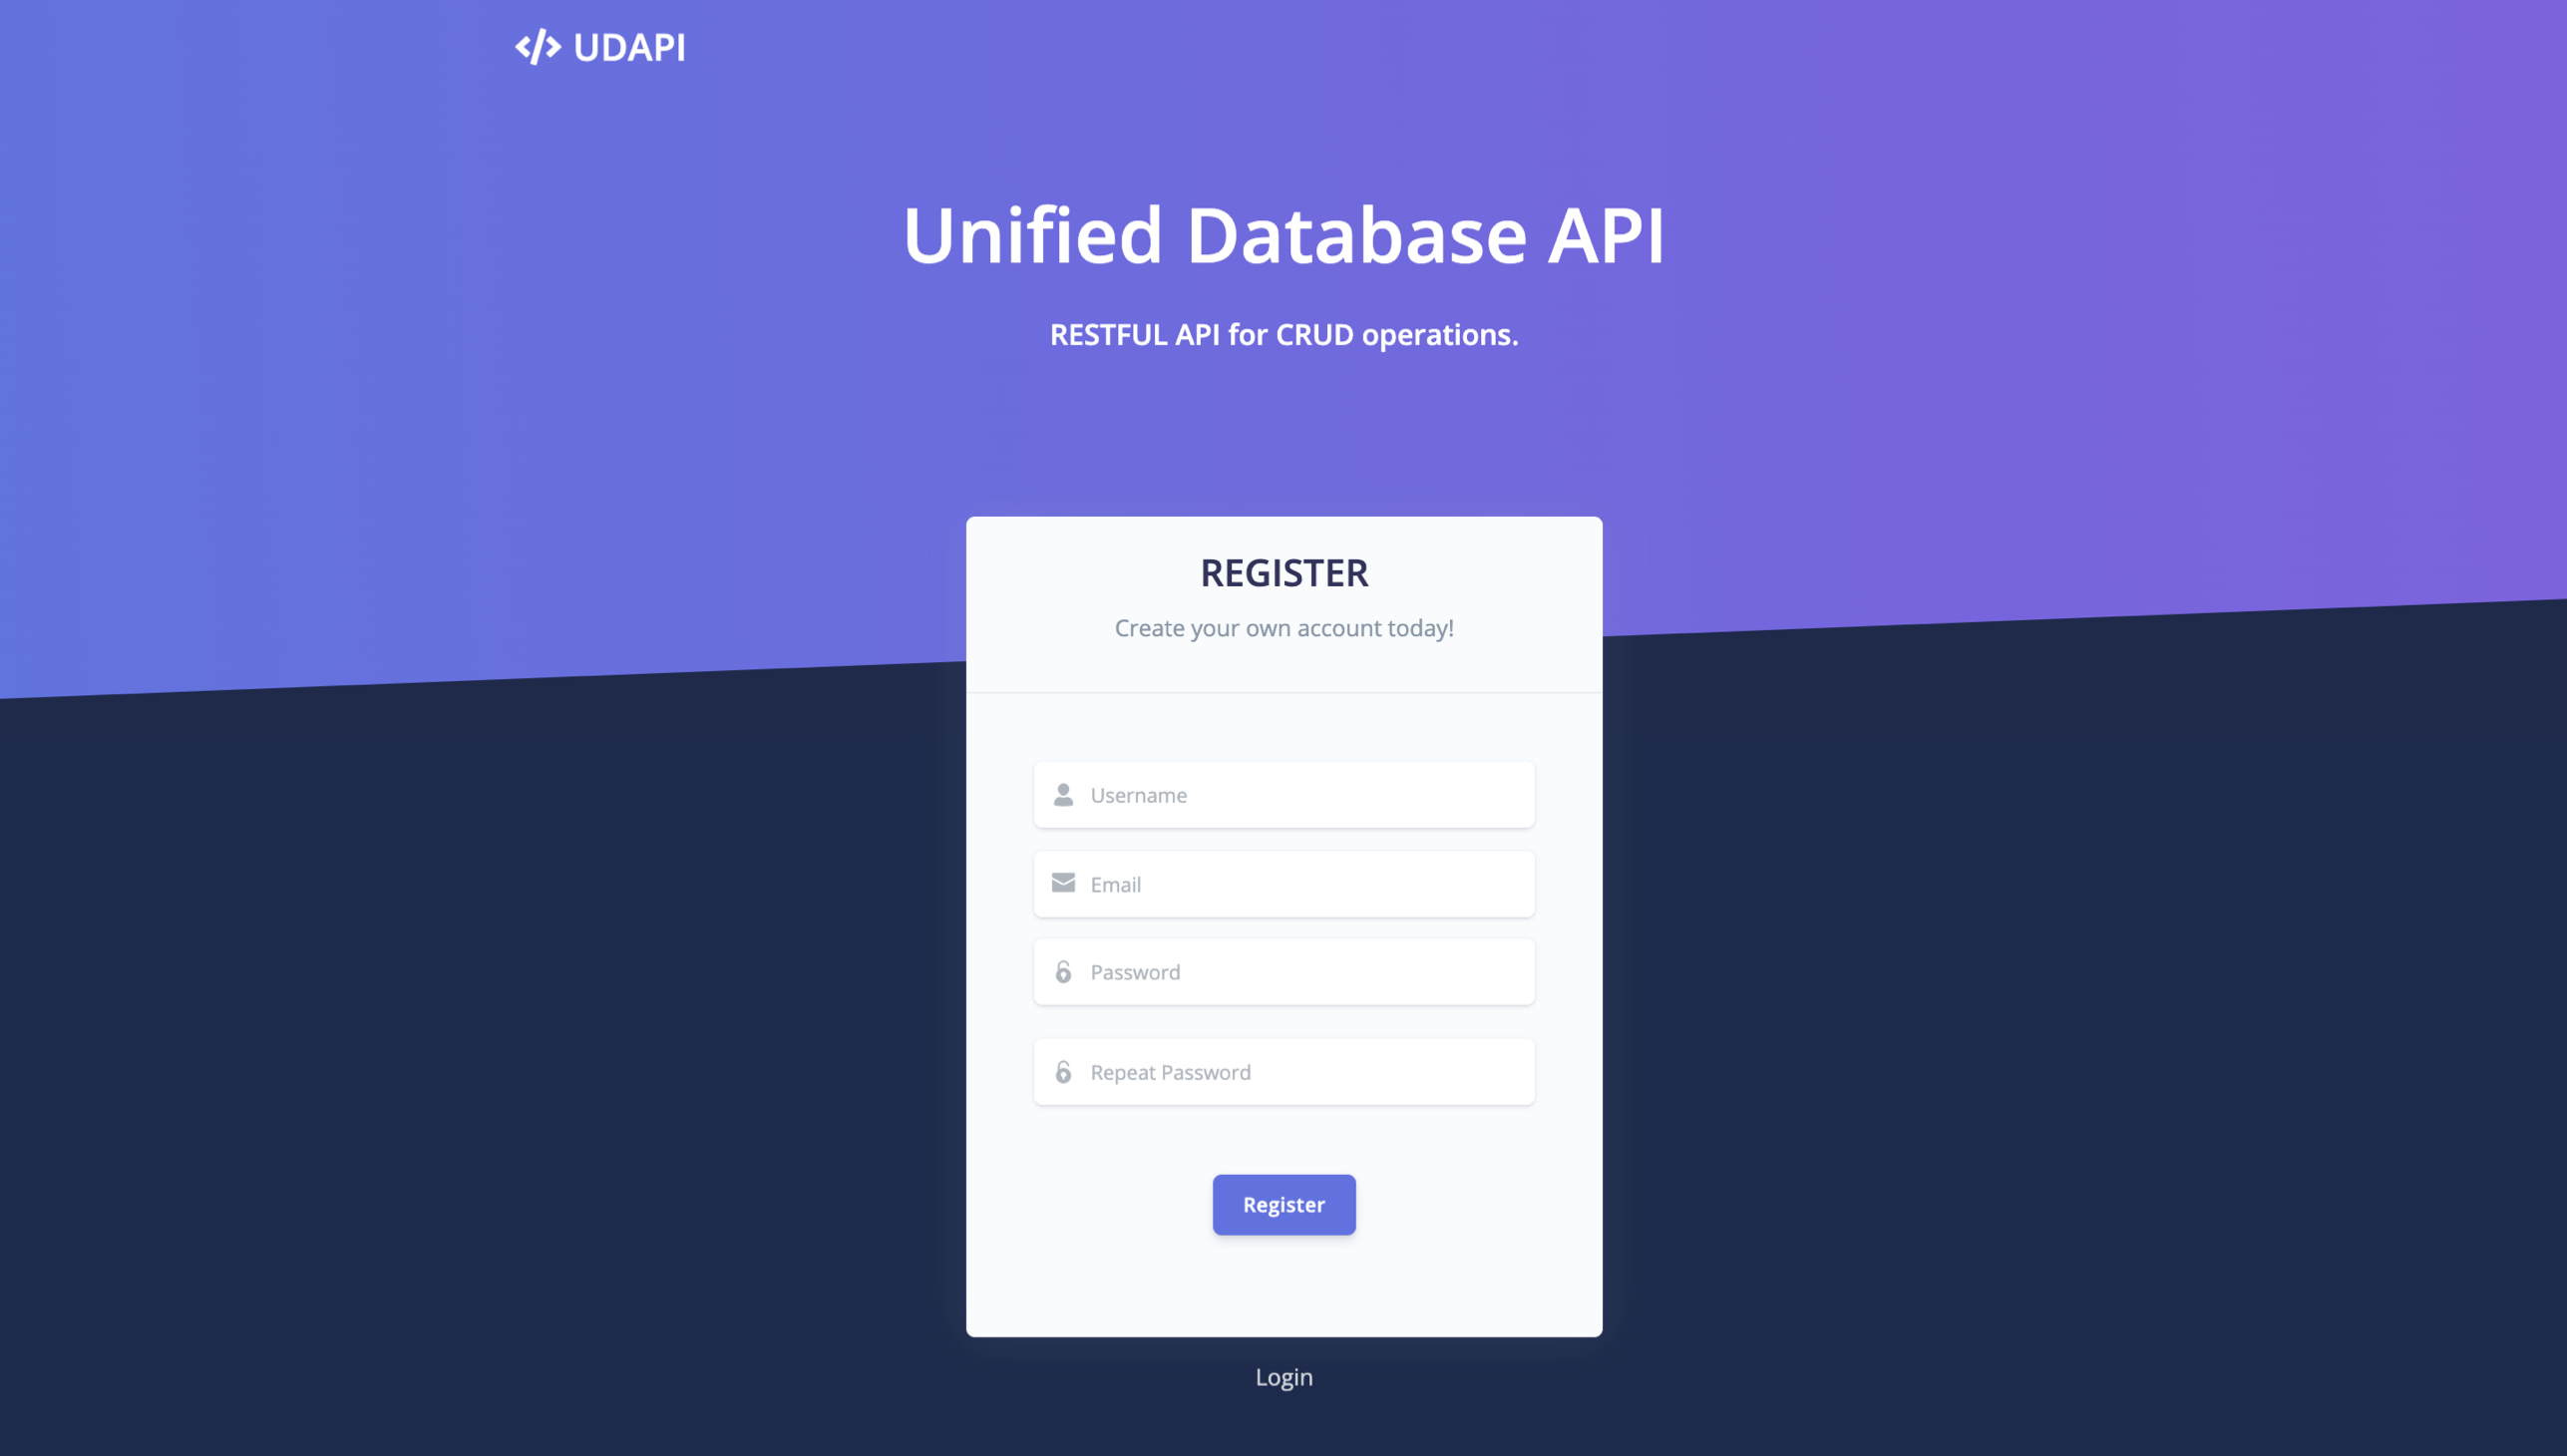 UDAPI
Unified Database API
RESTFUL API for CRUD operations.
REGISTER
Create your own account today!
Username
Email
Password
Repeat Password
Register
Login